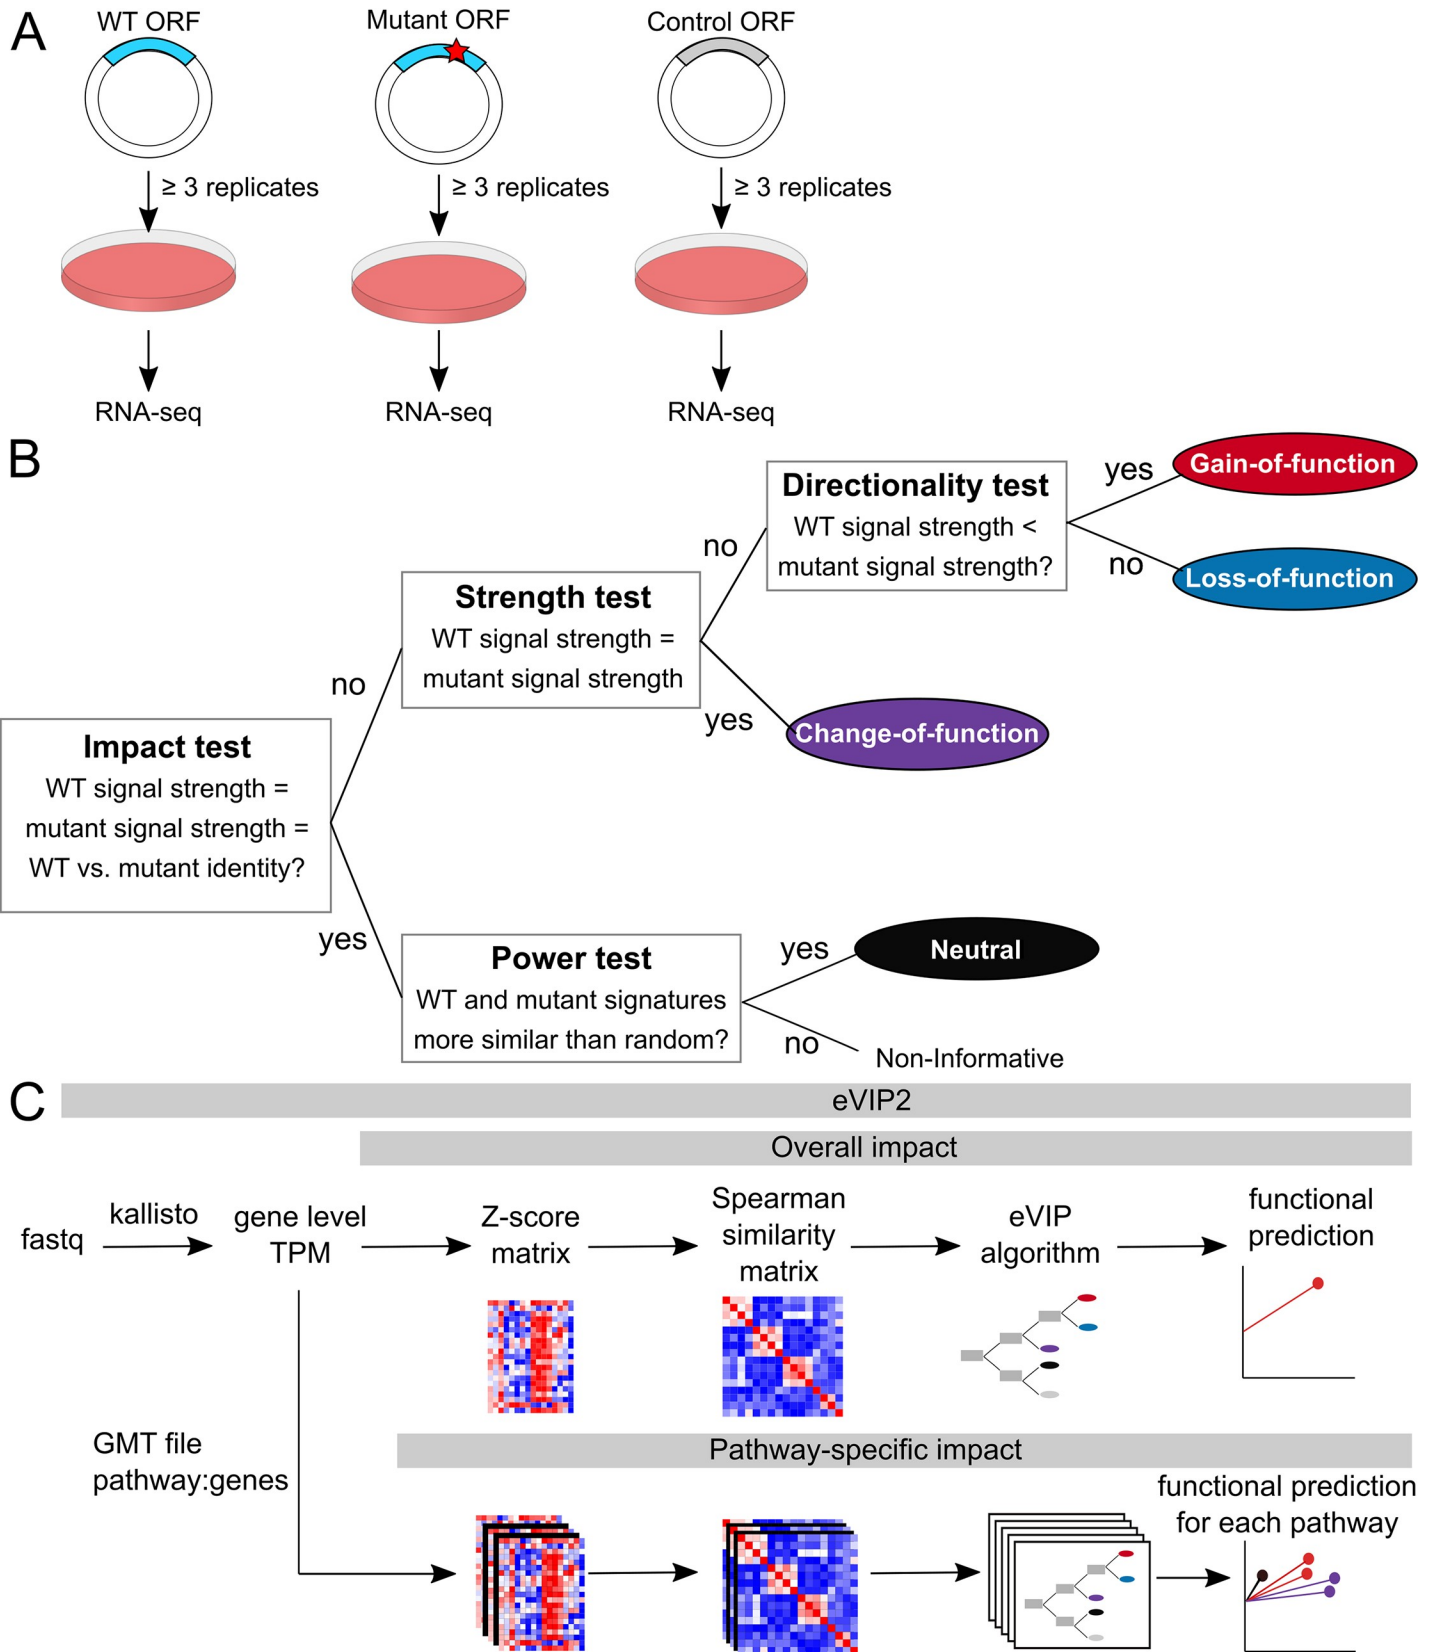 A
WT ORF
Mutant ORF
Control ORF
≥ 3 replicates
≥ 3 replicates
≥ 3 replicates
RNA-seq
RNA-seq
RNA-seq
B
Impact test
WT signal strength =
mutant signal strength =
WT vs. mutant identity?
no
yes
Strength test
WT signal strength =
mutant signal strength
no
yes
Directionality test
WT signal strength <
mutant signal strength?
yes
no
Gain-of-function
Loss-of-function
Change-of-function
Power test
WT and mutant signatures
more similar than random?
yes
no
Neutral
Non-Informative
C
eVIP2
Overall impact
fastq
kallisto
gene level
TPM
Z-score
matrix
Spearman
similarity
matrix
eVIP
algorithm
functional
prediction
GMT file
pathway:genes
Pathway-specific impact
functional prediction
for each pathway